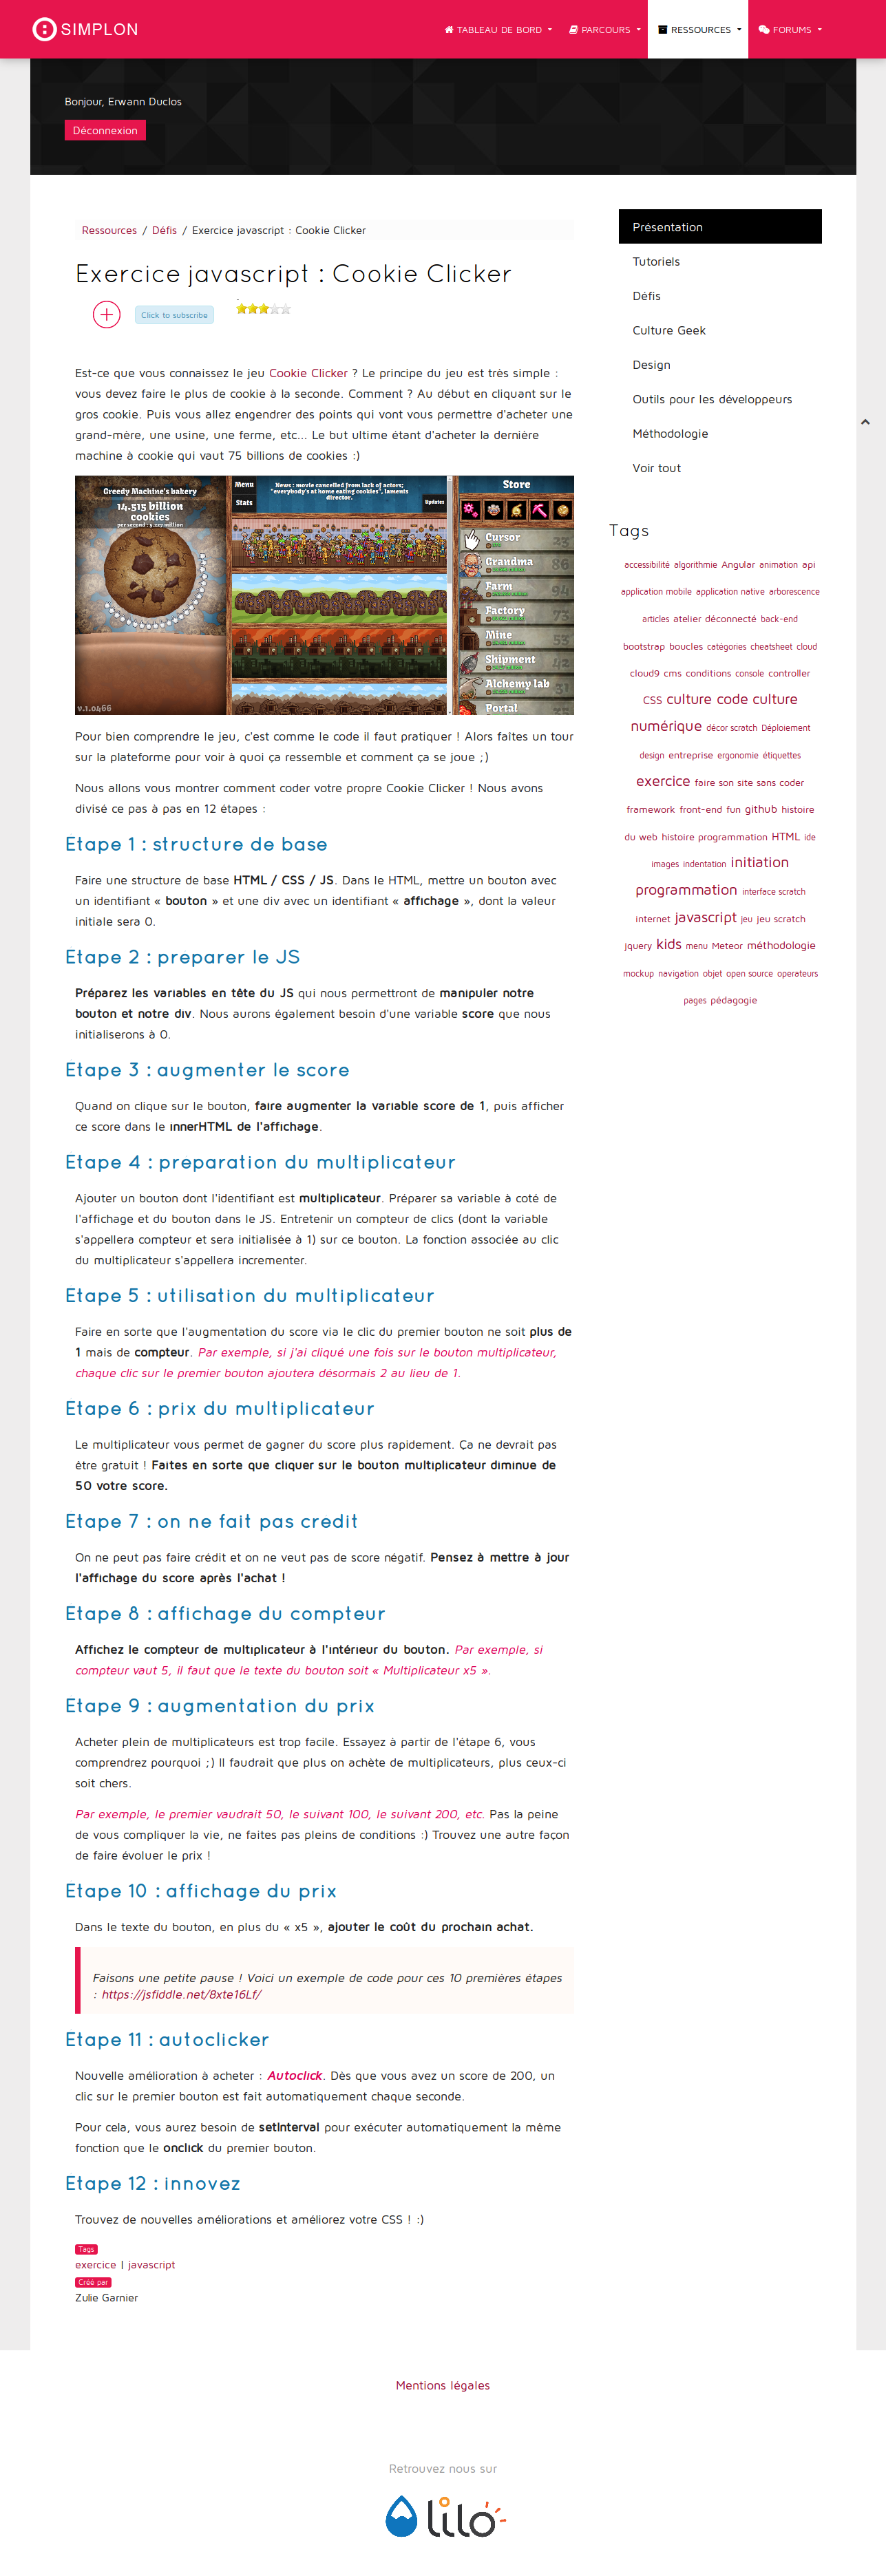 SIMPLON
TABLEAU DE BORD
PARCOURS
RESSOURCES
FORUMS
Bonjour, Erwann Duclos
Déconnexion
Ressources / Défis / Exercice javascript : Cookie Clicker
Exercice javascript : Cookie Clicker
Click to subscribe
Est-ce que vous connaissez le jeu Cookie Clicker ? Le principe du jeu est très simple :
vous devez faire le plus de cookie à la seconde. Comment ? Au début en cliquant sur le
gros cookie. Puis vous allez engendrer des points qui vont vous permettre d'acheter une
grand-mère, une usine, une ferme, etc... Le but ultime étant d'acheter la dernière
machine à cookie qui vaut 75 billions de cookies :)
Greedy Machine's bakery
14.515 billion
cookies
v.1.0466
Menu
Stats
News : movie cancelled from lack of actors;
"everybody's at home eating cookies", laments
director.
Updates
Store
Cursor 23
Grandma 86
Farm 94
Factory
Mine 53
Shipment 42
Alchemy lab 31
Portal
Pour bien comprendre le jeu, c'est comme le code il faut pratiquer ! Alors faites un tour
sur la plateforme pour voir à quoi ça ressemble et comment ça se joue ;)
Nous allons vous montrer comment coder votre propre Cookie Clicker ! Nous avons
divisé ce pas à pas en 12 étapes :
Etape 1 : structure de base
Faire une structure de base HTML / CSS / JS. Dans le HTML, mettre un bouton avec
un identifiant « bouton » et une div avec un identifiant « affichage », dont la valeur
initiale sera 0.
Etape 2 : preparer le JS
Préparez les variables en tête du JS qui nous permettront de manipuler notre
bouton et notre div. Nous aurons également besoin d'une variable score que nous
initialiserons à 0.
Etape 3 : augmenter le score
Quand on clique sur le bouton, faire augmenter la variable score de 1, puis afficher
ce score dans le innerHTML de l'affichage.
Etape 4 : preparation du multiplicateur
Ajouter un bouton dont l'identifiant est multiplicateur. Préparer sa variable à coté de
l'affichage et du bouton dans le JS. Entretenir un compteur de clics (dont la variable
s'appellera compteur et sera initialisée à 1) sur ce bouton. La fonction associée au clic
du multiplicateur s'appellera incrementer.
Etape 5 : utilisation du multiplicateur
Faire en sorte que l'augmentation du score via le clic du premier bouton ne soit plus de
1 mais de compteur. Par exemple, si j'ai cliqué une fois sur le bouton multiplicateur,
chaque clic sur le premier bouton ajoutera désormais 2 au lieu de 1.
Etape 6 : prix du multiplicateur
Le multiplicateur vous permet de gagner du score plus rapidement. Ça ne devrait pas
être gratuit ! Faites en sorte que cliquer sur le bouton multiplicateur diminue de
50 votre score.
Etape 7 : on ne fait pas credit
On ne peut pas faire crédit et on ne veut pas de score négatif. Pensez à mettre à jour
l'affichage du score après l'achat !
Etape 8 : affichage du compteur
Affichez le compteur de multiplicateur à l'intérieur du bouton. Par exemple, si
compteur vaut 5, il faut que le texte du bouton soit « Multiplicateur x5 ».
Etape 9 : augmentation du prix
Acheter plein de multiplicateurs est trop facile. Essayez à partir de l'étape 6, vous
comprendrez pourquoi ;) Il faudrait que plus on achète de multiplicateurs, plus ceux-ci
soit chers.
Par exemple, le premier vaudrait 50, le suivant 100, le suivant 200, etc. Pas la peine
de vous compliquer la vie, ne faites pas pleins de conditions :) Trouvez une autre façon
de faire évoluer le prix !
Etape 10 : affichage du prix
Dans le texte du bouton, en plus du « x5 », ajouter le coût du prochain achat.
Faisons une petite pause ! Voici un exemple de code pour ces 10 premières étapes
: https://jsfiddle.net/8xte16Lf/
Etape 11 : autoclicker
Nouvelle amélioration à acheter : Autoclick. Dès que vous avez un score de 200, un
clic sur le premier bouton est fait automatiquement chaque seconde.
Pour cela, vous aurez besoin de setInterval pour exécuter automatiquement la même
fonction que le onclick du premier bouton.
Etape 12 : innovez
Trouvez de nouvelles améliorations et améliorez votre CSS ! :)
Tags
exercice | javascript
Créé par
Zulie Garnier
Présentation
Tutoriels
Défis
Culture Geek
Design
Outils pour les développeurs
Méthodologie
Voir tout
Tags
accessibilité algorithmie Angular animation api
application mobile application native arborescence
articles atelier déconnecté back-end
bootstrap boucles catégories cheatsheet cloud
cloud9 cms conditions console controller
CSS culture code culture
numérique décor scratch Déploiement
design entreprise ergonomie étiquettes
exercice faire son site sans coder
framework front-end fun github histoire
du web histoire programmation HTML ide
images indentation initiation
programmation interface scratch
internet javascript jeu jeu scratch
jquery kids menu Meteor méthodologie
mockup navigation objet open source operateurs
pages pédagogie
Mentions légales
Retrouvez nous sur
lilo